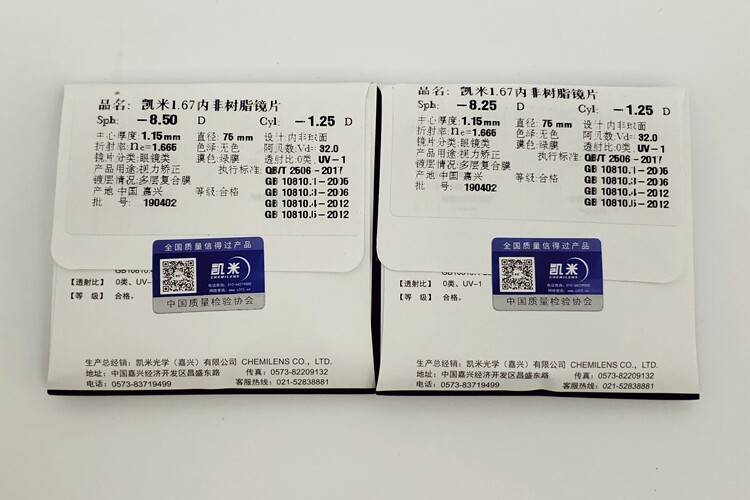 品名: 凯米1.67内非树脂镜片
Sph: -8.50 D Cyl: -1.25 D
中心厚度:1.15mm 直径: 75 mm 设计:内非球面
折射率:ne=1.666 色泽:无色 阿贝数:Vd= 32.0
镜片分类:眼镜类 膜色:绿膜 透射比:0类, UV-1
产品用途:视力矫正 执行标准: QB/T 2506-2017
镀层情况:多层复合膜 GB 10810.1-2005
产地:中国 嘉兴 等级:合格 GB 10810.3-2006
批 号: 190402 GB 10810.4-2012
GB 10810.5-2012
全国质量信得过产品
凯米
CHEMILENS
中国质量检验协会
【透射比】 0类、UV-
【等 级】 合格。
生产总经销: 凯米光学（嘉兴）有限公司 CHEMILENS CO., LTD.
地址: 中国嘉兴经济开发区昌盛东路 传真: 0573-82209132
电话: 0573-83719499 客服热线: 021-52838881
品名: 凯米1.67内非树脂镜片
Sph: -8.25 D Cyl: -1.25 D
中心厚度:1.15mm 直径: 75 mm 设计:内非球面
折射率:ne=1.666 色泽:无色 阿贝数:Vd= 32.0
镜片分类:眼镜类 膜色:绿膜 透射比:0类, UV-1
产品用途:视力矫正 执行标准: QB/T 2506-2017
镀层情况:多层复合膜 GB 10810.1-2005
产地:中国 嘉兴 等级:合格 GB 10810.3-2006
批 号: 190402 GB 10810.4-2012
GB 10810.5-2012
全国质量信得过产品
凯米
CHEMILENS
中国质量检验协会
【透射比】 0类、UV-1
【等 级】 合格。
生产总经销: 凯米光学（嘉兴）有限公司 CHEMILENS CO., LTD.
地址: 中国嘉兴经济开发区昌盛东路 传真: 0573-82209132
电话: 0573-83719499 客服热线: 021-52838881